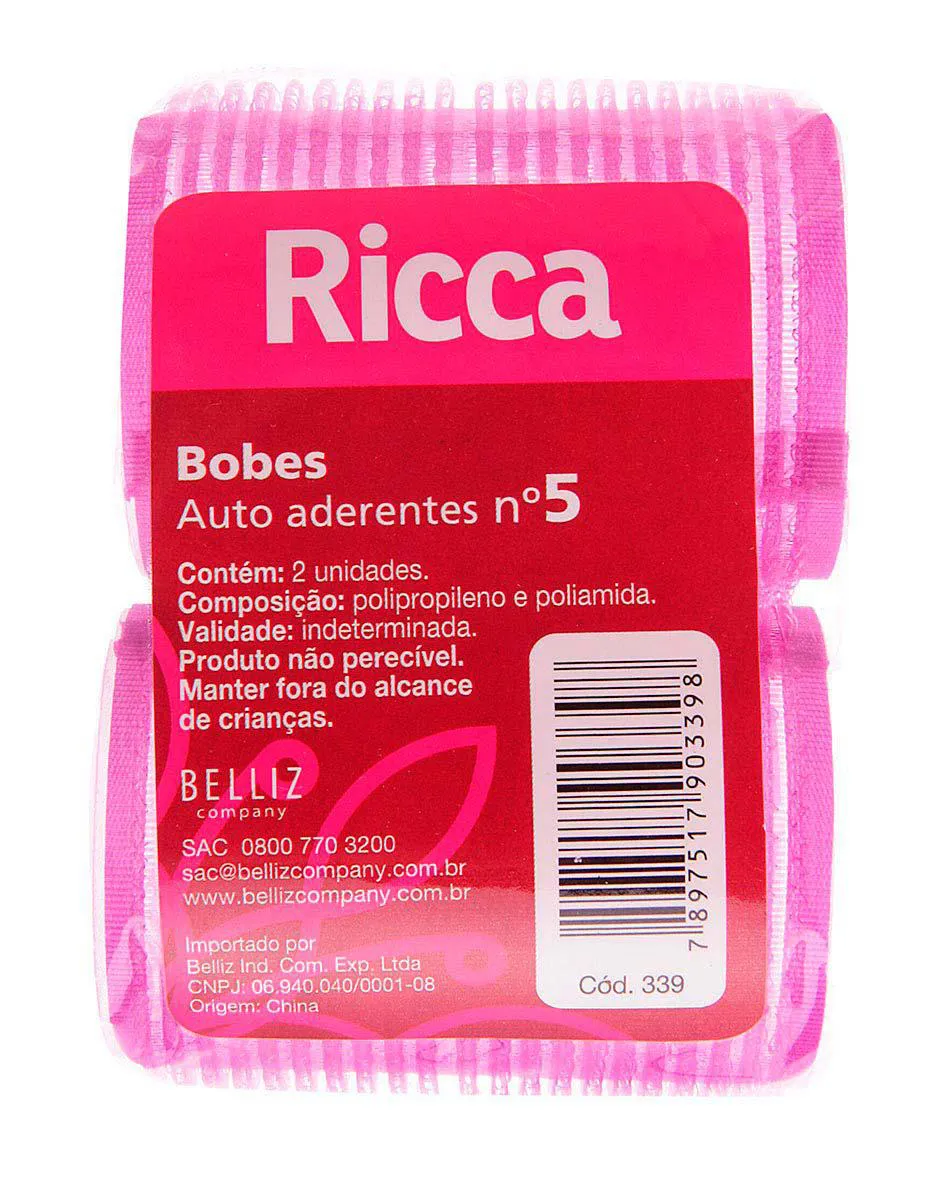 Ricca
Bobes
Auto aderentes nº5
Contém: 2 unidades.
Composição: polipropileno e poliamida.
Validade: indeterminada.
Produto não perecível.
Manter fora do alcance
de crianças.
BELLIZ
company
SAC 0800 770 3200
sac@bellizcompany.com.br
www.bellizcompany.com.br
Importado por
Belliz Ind. Com. Exp. Ltda
CNPJ: 06.940.040/0001-08
Origem: China
7 897517 903398
Cód. 339